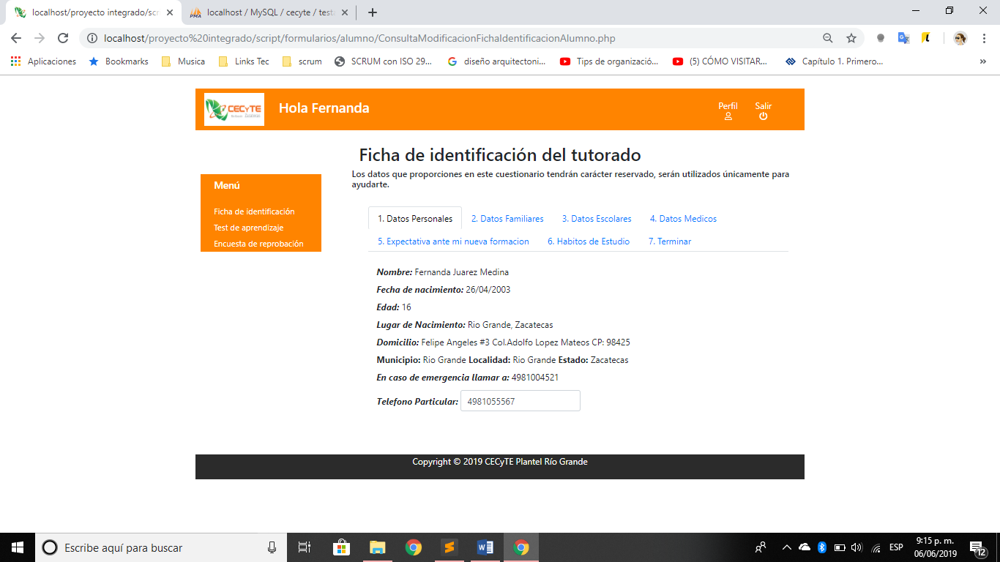 localhost/proyecto integrado/scr
localhost / MySQL / cecyte / test
localhost/proyecto%20integrado/script/formularios/alumno/ConsultaModificacionFichaIdentificacionAlumno.php
Aplicaciones Bookmarks Musica Links Tec scrum SCRUM con ISO 29... diseño arquitectoni... Tips de organizació... (5) CÓMO VISITAR... Capítulo 1. Primero... »
CECyTE Zacatecas
Hola Fernanda
Perfil Salir
Ficha de identificación del tutorado
Los datos que proporciones en este cuestionario tendrán carácter reservado, serán utilizados únicamente para
ayudarte.
Menú
Ficha de identificación
Test de aprendizaje
Encuesta de reprobación
1. Datos Personales 2. Datos Familiares 3. Datos Escolares 4. Datos Medicos
5. Expectativa ante mi nueva formacion 6. Habitos de Estudio 7. Terminar
Nombre: Fernanda Juarez Medina
Fecha de nacimiento: 26/04/2003
Edad: 16
Lugar de Nacimiento: Rio Grande, Zacatecas
Domicilio: Felipe Angeles #3 Col.Adolfo Lopez Mateos CP: 98425
Municipio: Rio Grande Localidad: Rio Grande Estado: Zacatecas
En caso de emergencia llamar a: 4981004521
Telefono Particular: 4981055567
Copyright © 2019 CECyTE Plantel Río Grande
Escribe aquí para buscar
ESP
9:15 p. m.
06/06/2019
12